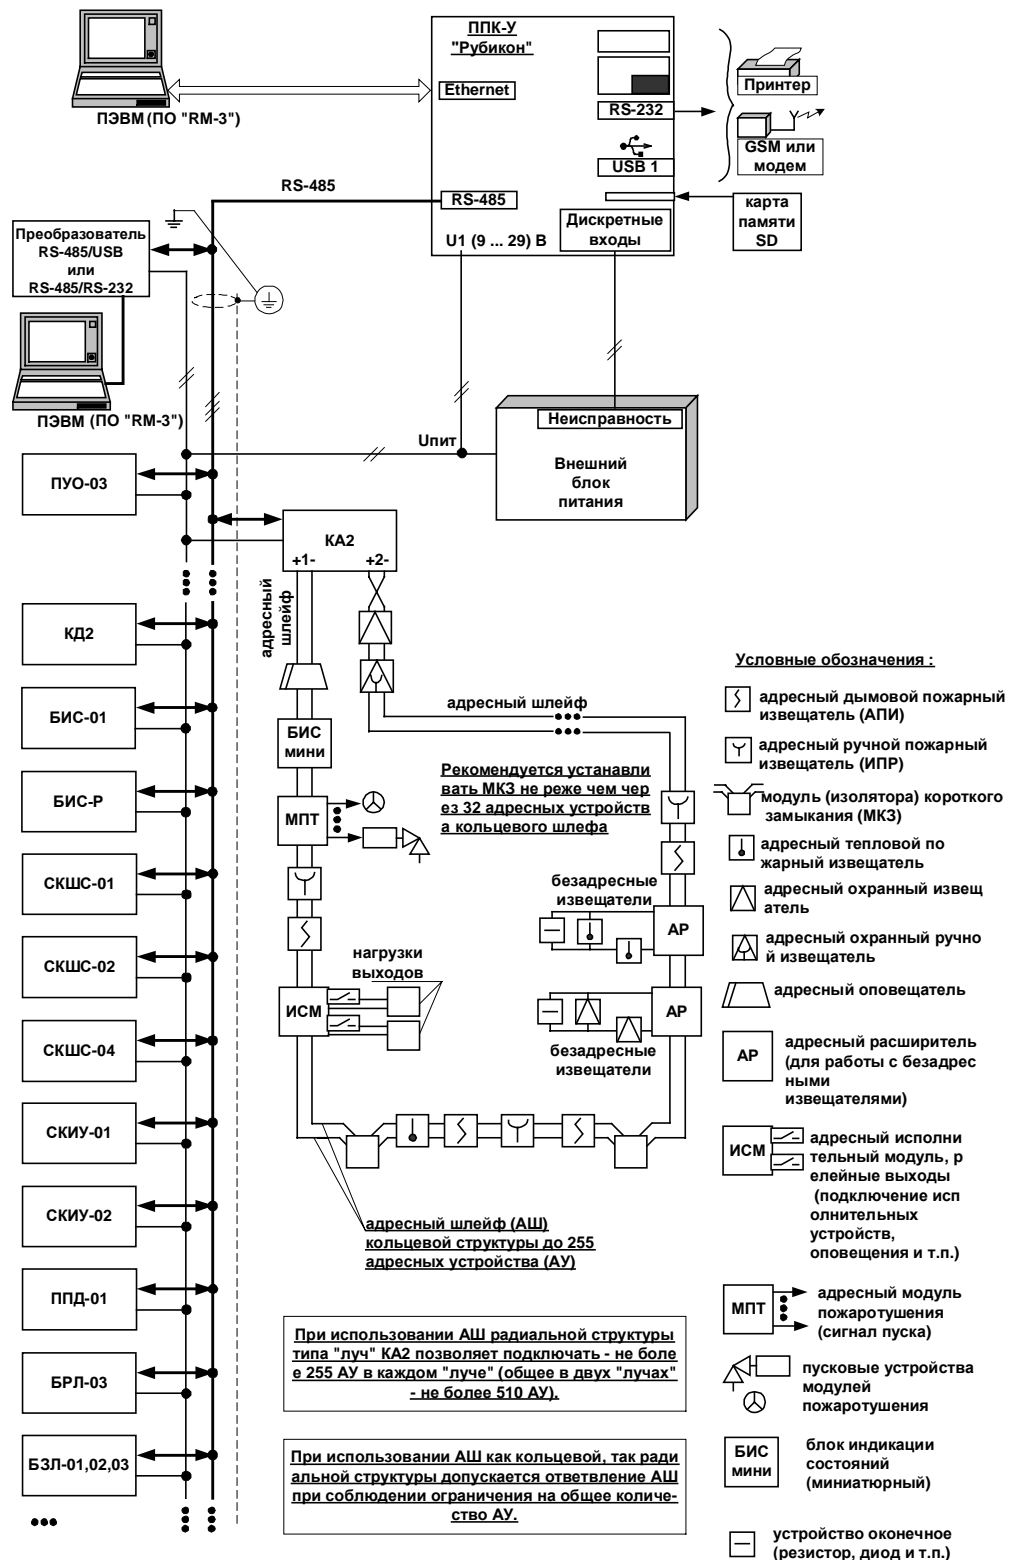 ППК-У
"Рубикон"
Ethernet
RS-232
Принтер
ПЭВМ (ПО "RM-3")
GSM или
модем
USB 1
RS-485
RS-485
карта
памяти
SD
Дискретные
входы
U1 (9 ... 29) В
Преобразователь
RS-485/USB
или
RS-485/RS-232
ПЭВМ (ПО "RM-3")
Неисправность
Uпит
Внешний
блок
питания
ПУО-03
КА2
+1-
+2-
адресный
шлейф
КД2
БИС-01
БИС-Р
СКШС-01
СКШС-02
СКШС-04
СКИУ-01
СКИУ-02
ППД-01
БРЛ-03
БЗЛ-01,02,03
БИС
мини
МПТ
адресный шлейф
Рекомендуется устанавли
вать МКЗ не реже чем чер
ез 32 адресных устройств
а кольцевого шлефа
безадресные
извещатели
АР
нагрузки
выходов
ИСМ
АР
безадресные
извещатели
адресный шлейф (АШ)
кольцевой структуры до 255
адресных устройства (АУ)
При использовании АШ радиальной структуры
типа "луч" КА2 позволяет подключать - не боле
е 255 АУ в каждом "луче" (общее в двух "лучах"
- не более 510 АУ).
При использовании АШ как кольцевой, так ради
альной структуры допускается ответвление АШ
при соблюдении ограничения на общее количе-
ство АУ.
Условные обозначения :
адресный дымовой пожарный
извещатель (АПИ)
адресный ручной пожарный
извещатель (ИПР)
модуль (изолятора) короткого
замыкания (МКЗ)
адресный тепловой по
жарный извещатель
адресный охранный извещ
атель
адресный охранный ручно
й извещатель
адресный оповещатель
АР
адресный расширитель
(для работы с безадрес
ными
извещателями)
ИСМ
адресный исполни
тельный модуль, р
елейные выходы
(подключение исп
олнительных
устройств,
оповещения и т.п.)
МПТ
адресный модуль
пожаротушения
(сигнал пуска)
пусковые устройства
модулей
пожаротушения
БИС
мини
блок индикации
состояний
(миниатюрный)
устройство оконечное
(резистор, диод и т.п.)